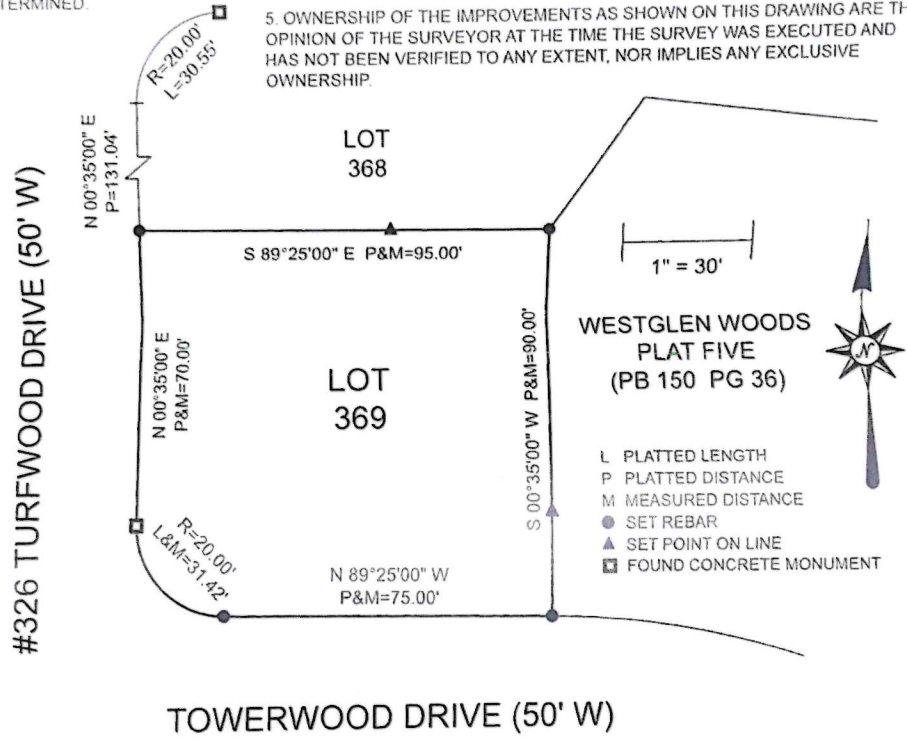 TERMINED.
5. OWNERSHIP OF THE IMPROVEMENTS AS SHOWN ON THIS DRAWING ARE TH
OPINION OF THE SURVEYOR AT THE TIME THE SURVEY WAS EXECUTED AND
HAS NOT BEEN VERIFIED TO ANY EXTENT, NOR IMPLIES ANY EXCLUSIVE
OWNERSHIP.
R=20.00'
L=30.55'
N 00°35'00" E
P=131.04'
LOT
368
S 89°25'00" E P&M=95.00'
1" = 30'
#326 TURFWOOD DRIVE (50' W)
N 00°35'00" E
P&M=70.00'
LOT
369
S 00°35'00" W P&M=90.00'
WESTGLEN WOODS
PLAT FIVE
(PB 150 PG 36)
N
L PLATTED LENGTH
P PLATTED DISTANCE
M MEASURED DISTANCE
SET REBAR
SET POINT ON LINE
FOUND CONCRETE MONUMENT
R=20.00'
L&M=31.42'
N 89°25'00" W
P&M=75.00'
TOWERWOOD DRIVE (50' W)